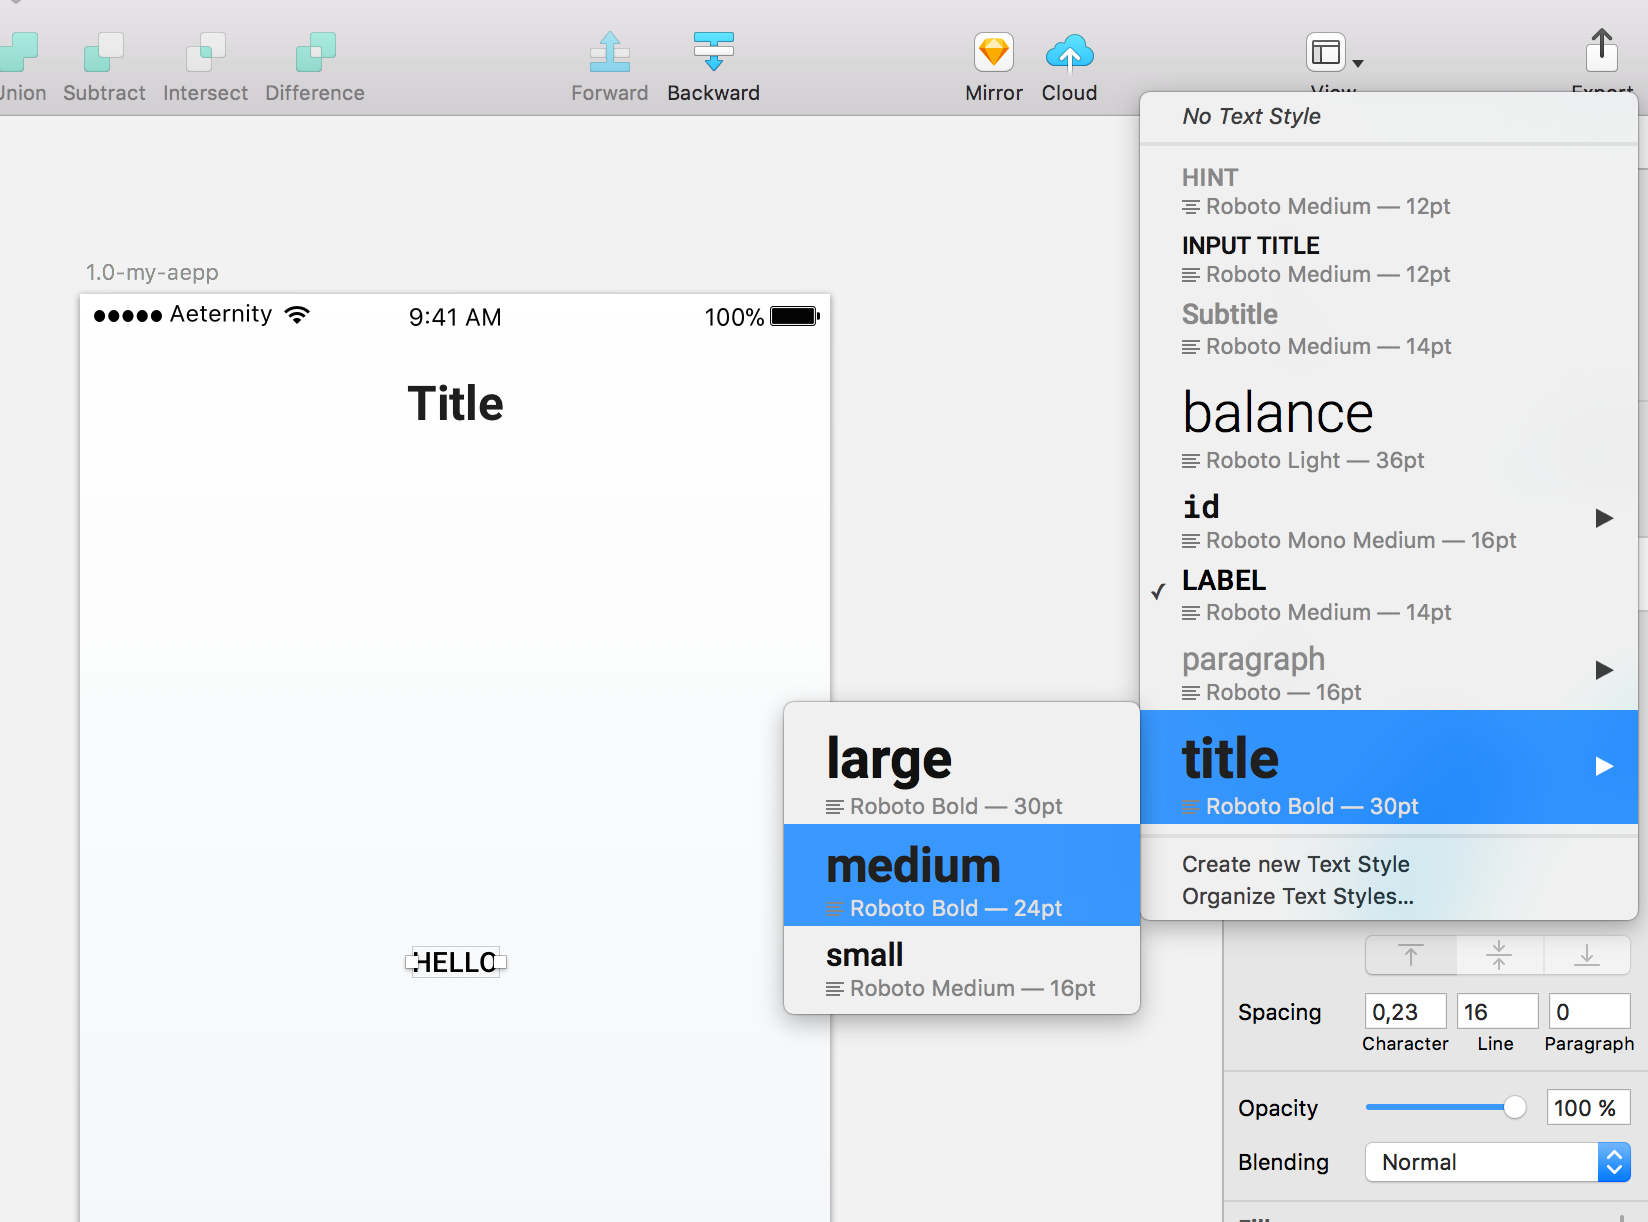 Subtract
Intersect
Difference
Forward
Backward
Mirror
Cloud
View
Export
No Text Style
HINT
Roboto Medium — 12pt
INPUT TITLE
Roboto Medium — 12pt
Subtitle
Roboto Medium — 14pt
balance
Roboto Light — 36pt
id
Roboto Mono Medium — 16pt
✓ LABEL
Roboto Medium — 14pt
paragraph
Roboto — 16pt
title
Roboto Bold — 30pt
Create new Text Style
Organize Text Styles...
large
Roboto Bold — 30pt
medium
Roboto Bold — 24pt
small
Roboto Medium — 16pt
1.0-my-aepp
Aeternity 9:41 AM 100%
Title
HELLO
Spacing 0,23 16 0
Character Line Paragraph
Opacity 100 %
Blending Normal